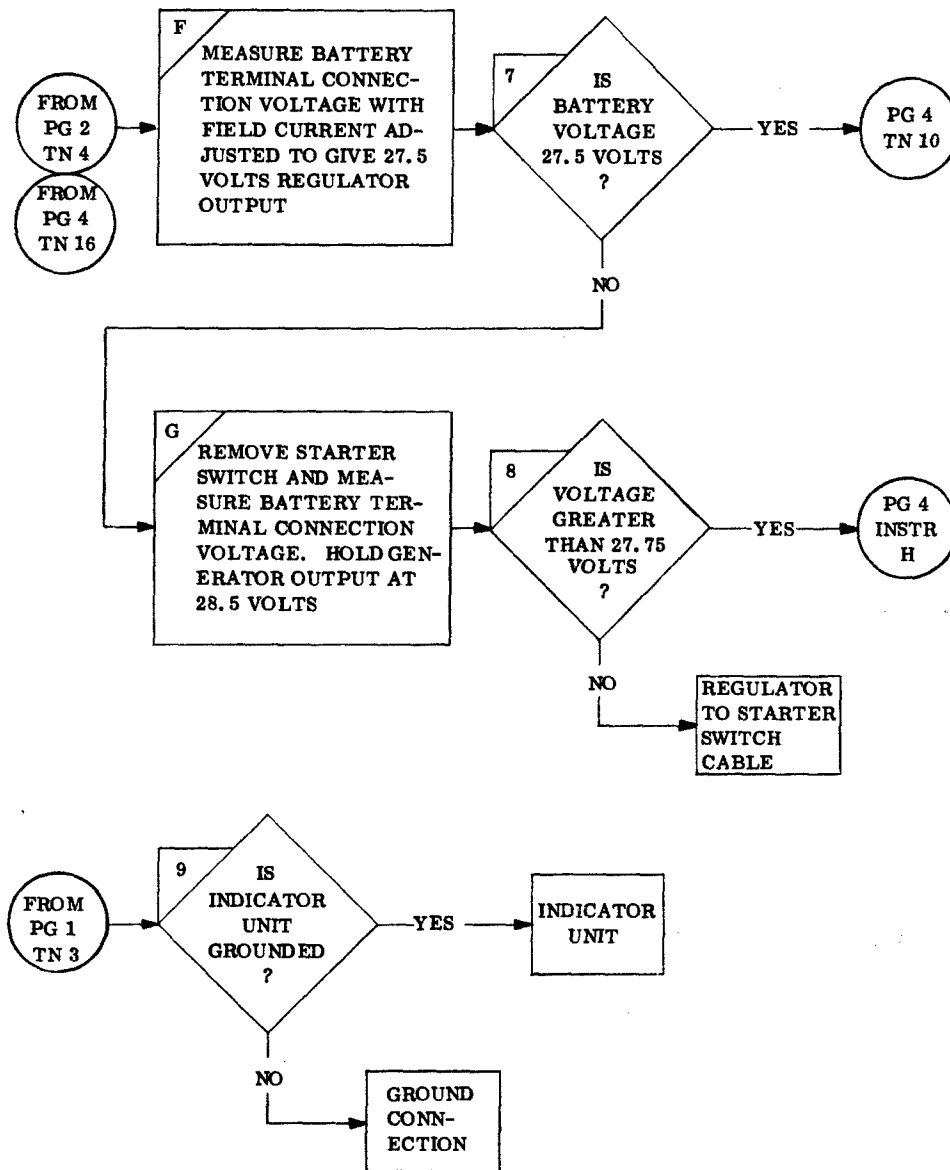 FROM
PG 2
TN 4
FROM
PG 4
TN 16
F
MEASURE BATTERY
TERMINAL CONNEC-
TION VOLTAGE WITH
FIELD CURRENT AD-
JUSTED TO GIVE 27.5
VOLTS REGULATOR
OUTPUT
7
IS
BATTERY
VOLTAGE
27.5 VOLTS
?
YES
PG 4
TN 10
NO
G
REMOVE STARTER
SWITCH AND MEA-
SURE BATTERY TER-
MINAL CONNECTION
VOLTAGE. HOLD GEN-
ERATOR OUTPUT AT
28.5 VOLTS
8
IS
VOLTAGE
GREATER
THAN 27.75
VOLTS
?
YES
PG 4
INSTR
H
NO
REGULATOR
TO STARTER
SWITCH
CABLE
FROM
PG 1
TN 3
9
IS
INDICATOR
UNIT
GROUNDED
?
YES
INDICATOR
UNIT
NO
GROUND
CONN-
ECTION